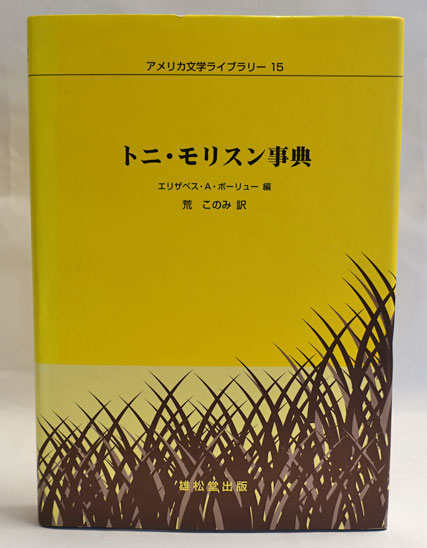 アメリカ文学ライブラリー 15
トニ・モリスン事典
エリザベス・A・ボーリュー 編
荒 このみ 訳
雄松堂出版